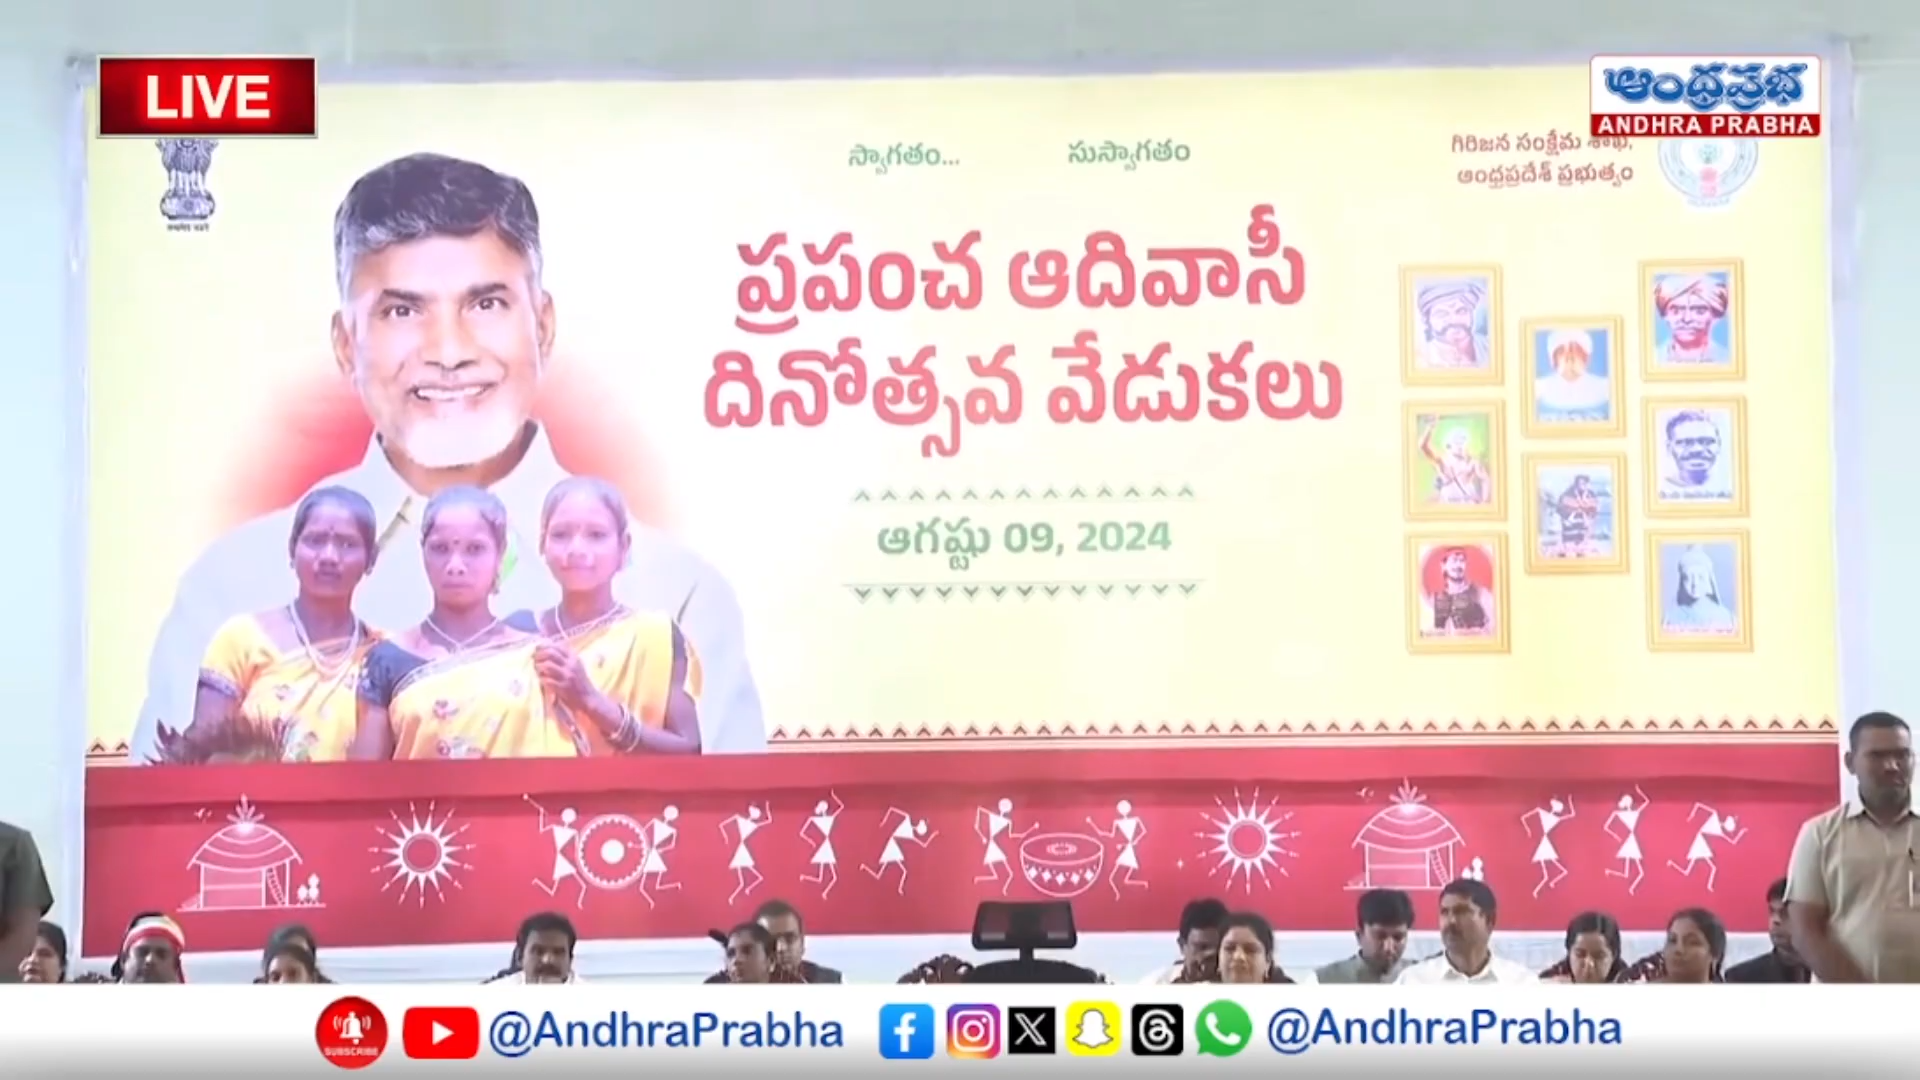 LIVE
ఆంధ్రప్రభ
ANDHRA PRABHA
స్వాగతం... సుస్వాగతం
గిరిజన సంక్షేమ శాఖ,
ఆంధ్రప్రదేశ్ ప్రభుత్వం
ప్రపంచ ఆదివాసీ
దినోత్సవ వేడుకలు
ఆగష్టు 09, 2024
SUBSCRIBE
@AndhraPrabha
@AndhraPrabha